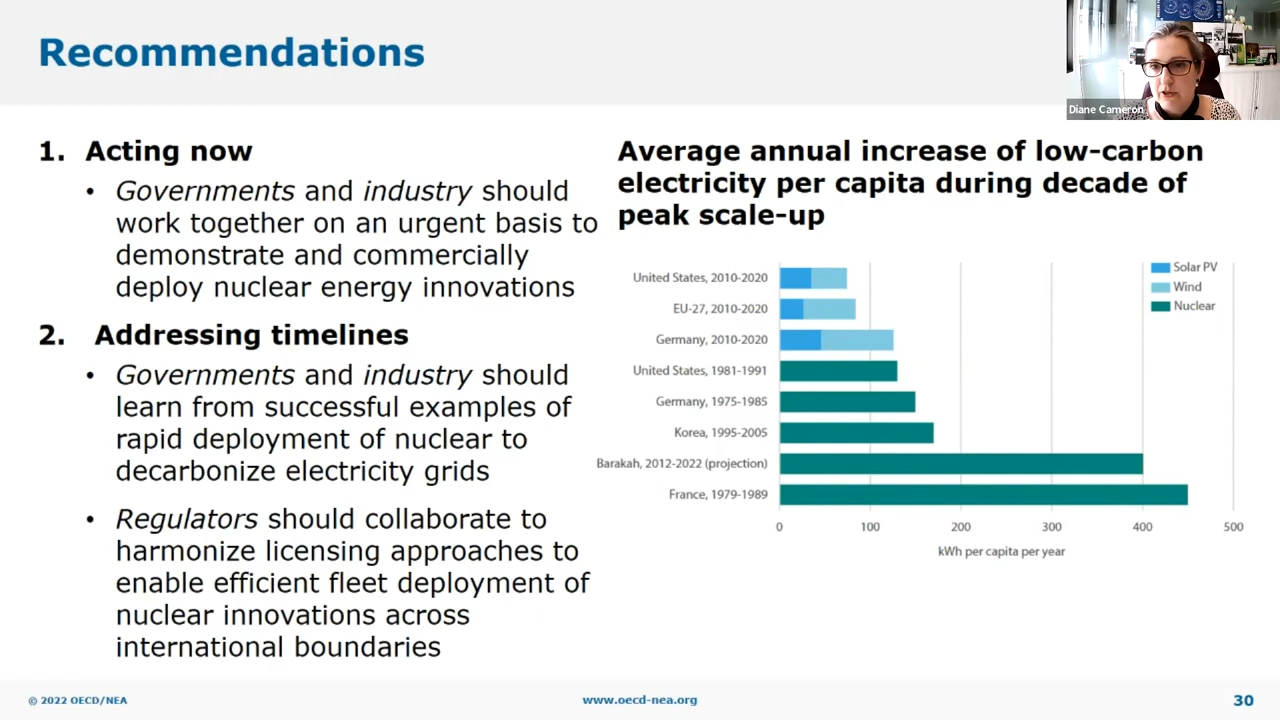 Recommendations
Diane Cameron
1. Acting now
• Governments and industry should
work together on an urgent basis to
demonstrate and commercially
deploy nuclear energy innovations
2. Addressing timelines
• Governments and industry should
learn from successful examples of
rapid deployment of nuclear to
decarbonize electricity grids
• Regulators should collaborate to
harmonize licensing approaches to
enable efficient fleet deployment of
nuclear innovations across
international boundaries
Average annual increase of low-carbon
electricity per capita during decade of
peak scale-up
Solar PV
Wind
Nuclear
United States, 2010-2020
EU-27, 2010-2020
Germany, 2010-2020
United States, 1981-1991
Germany, 1975-1985
Korea, 1995-2005
Barakah, 2012-2022 (projection)
France, 1979-1989
0 100 200 300 400 500
kWh per capita per year
© 2022 OECD/NEA
www.oecd-nea.org
30